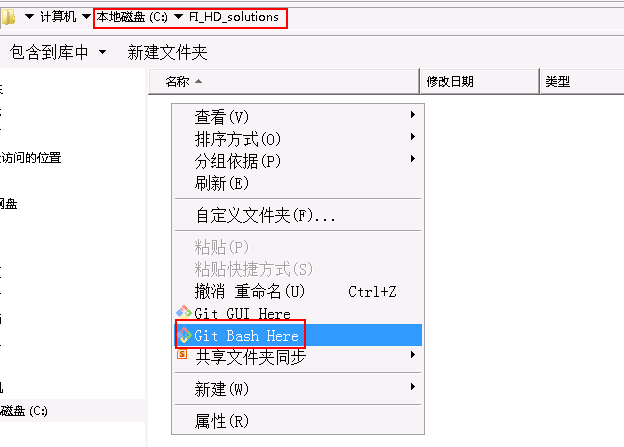 计算机 本地磁盘 (C:) FI_HD_solutions
包含到库中 新建文件夹
名称 修改日期 类型
查看(V)
排序方式(O)
访问的位置
分组依据(P)
刷新(E)
网盘
自定义文件夹(F)...
粘贴(P)
粘贴快捷方式(S)
撤消 重命名(U) Ctrl+Z
Git GUI Here
Git Bash Here
共享文件夹同步
新建(W)
磁盘 (C:)
属性(R)